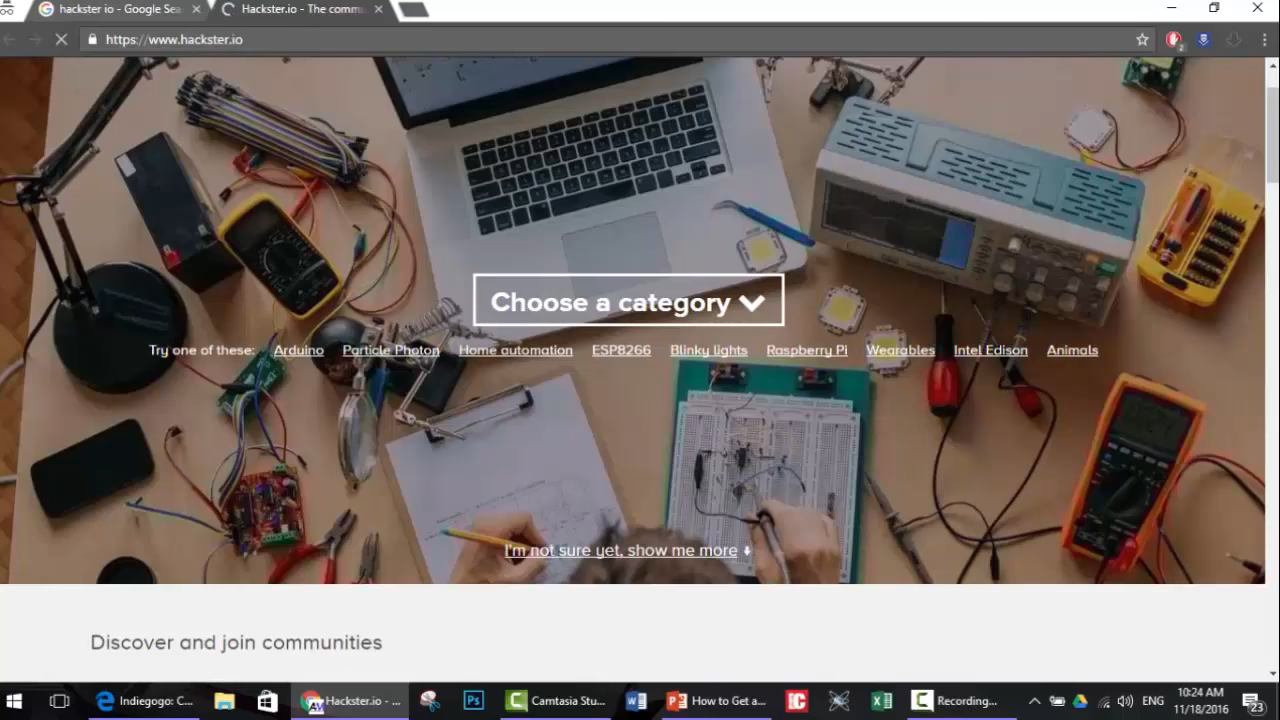 hackster io - Google Sea
Hackster.io - The commu
https://www.hackster.io
2
Choose a category
Try one of these: Arduino Particle Photon Home automation ESP8266 Blinky lights Raspberry Pi Wearables Intel Edison Animals
I'm not sure yet, show me more
Discover and join communities
Indiegogo: C...
Hackster.io - ...
Ps
Camtasia Stu...
How to Get a...
Recording...
ENG
10:24 AM
11/18/2016
23